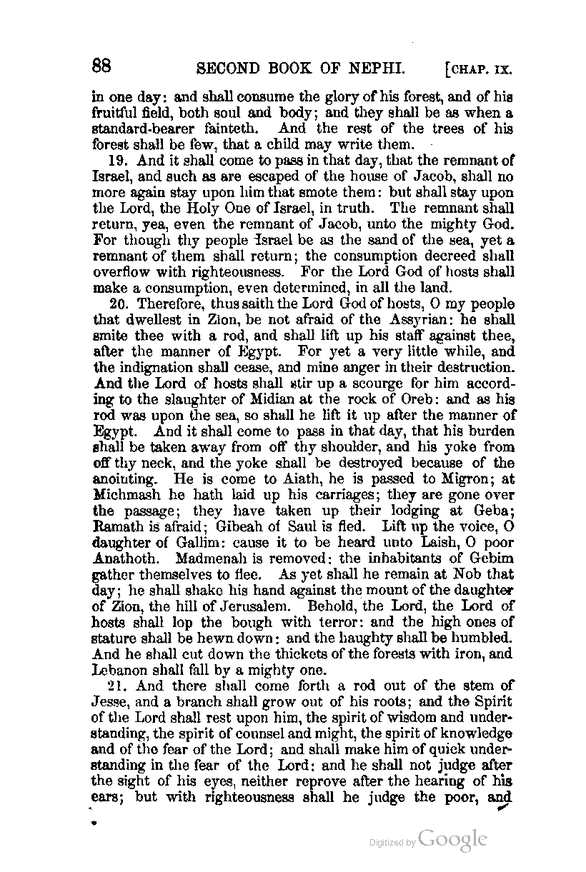 88 SECOND BOOK OF NEPHI. [CHAP. IX.
in one day: and shall consume the glory of his forest, and of his
fruitful field, both soul and body; and they shall be as when a
standard-bearer fainteth. And the rest of the trees of his
forest shall be few, that a child may write them.
19. And it shall come to pass in that day, that the remnant of
Israel, and such as are escaped of the house of Jacob, shall no
more again stay upon him that smote them: but shall stay upon
the Lord, the Holy One of Israel, in truth. The remnant shall
return, yea, even the remnant of Jacob, unto the mighty God.
For though thy people Israel be as the sand of the sea, yet a
remnant of them shall return; the consumption decreed shall
overflow with righteousness. For the Lord God of hosts shall
make a consumption, even determined, in all the land.
20. Therefore, thus saith the Lord God of hosts, O my people
that dwellest in Zion, be not afraid of the Assyrian: he shall
smite thee with a rod, and shall lift up his staff against thee,
after the manner of Egypt. For yet a very little while, and
the indignation shall cease, and mine anger in their destruction.
And the Lord of hosts shall stir up a scourge for him accord-
ing to the slaughter of Midian at the rock of Oreb: and as his
rod was upon the sea, so shall he lift it up after the manner of
Egypt. And it shall come to pass in that day, that his burden
shall be taken away from off thy shoulder, and his yoke from
off thy neck, and the yoke shall be destroyed because of the
anointing. He is come to Aiath, he is passed to Migron; at
Michmash he hath laid up his carriages; they are gone over
the passage; they have taken up their lodging at Geba;
Ramath is afraid; Gibeah of Saul is fled. Lift up the voice, O
daughter of Gallim: cause it to be heard unto Laish, O poor
Anathoth. Madmenah is removed: the inhabitants of Gebim
gather themselves to flee. As yet shall he remain at Nob that
day; he shall shake his hand against the mount of the daughter
of Zion, the hill of Jerusalem. Behold, the Lord, the Lord of
hosts shall lop the bough with terror: and the high ones of
stature shall be hewn down: and the haughty shall be humbled.
And he shall cut down the thickets of the forests with iron, and
Lebanon shall fall by a mighty one.
21. And there shall come forth a rod out of the stem of
Jesse, and a branch shall grow out of his roots; and the Spirit
of the Lord shall rest upon him, the spirit of wisdom and under-
standing, the spirit of counsel and might, the spirit of knowledge
and of the fear of the Lord; and shall make him of quick under-
standing in the fear of the Lord: and he shall not judge after
the sight of his eyes, neither reprove after the hearing of his
ears; but with righteousness shall he judge the poor, and
Digitized by Google